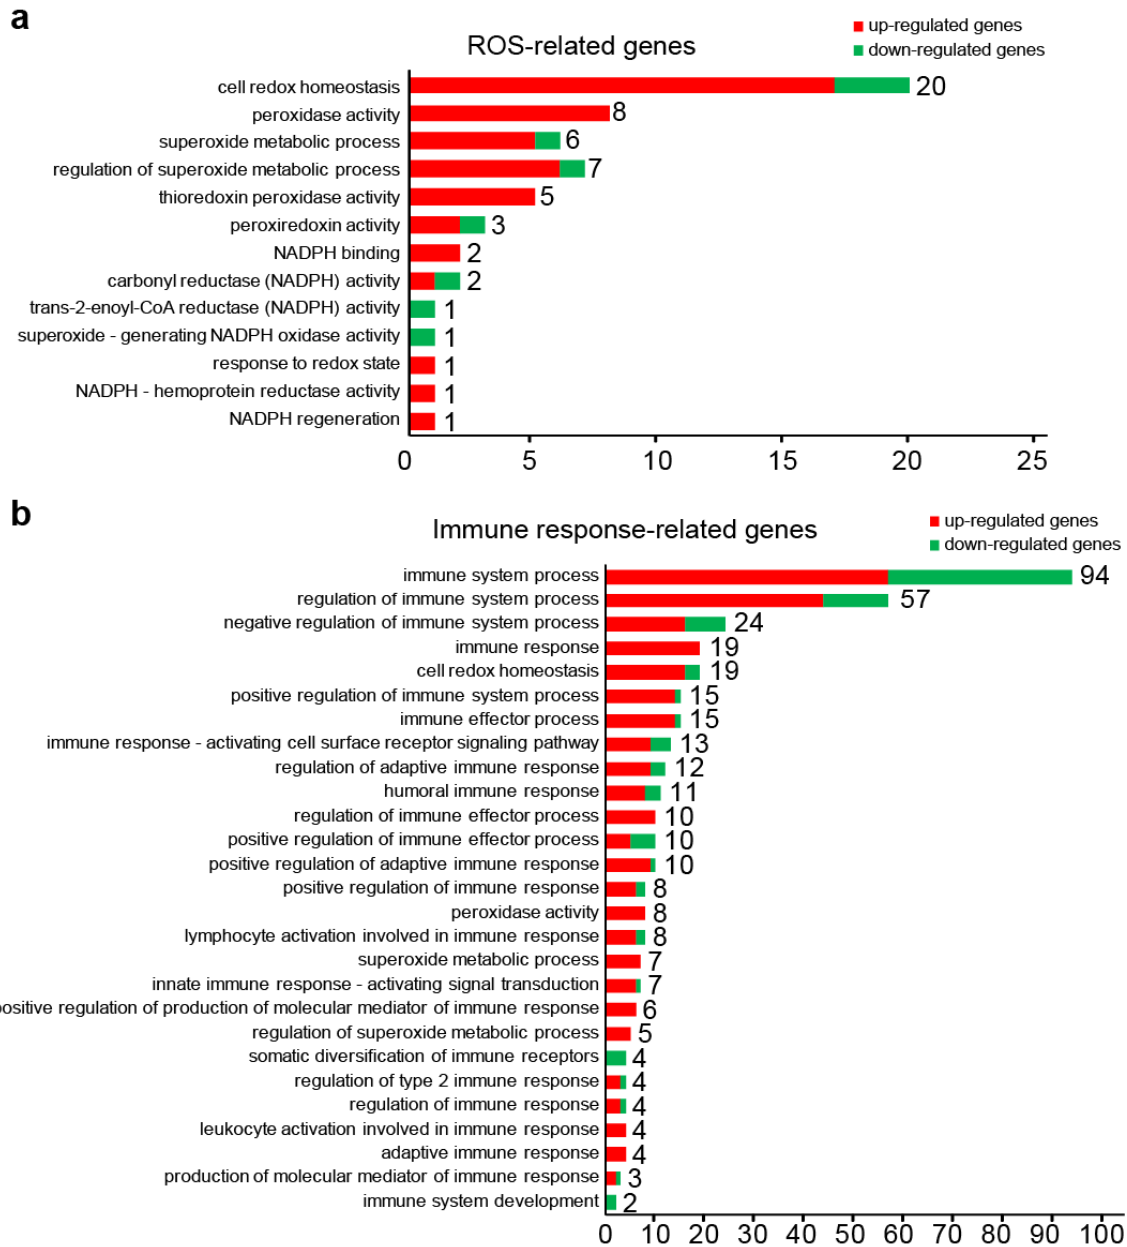 a
ROS-related genes
up-regulated genes
down-regulated genes
cell redox homeostasis 20
peroxidase activity 8
superoxide metabolic process 6
regulation of superoxide metabolic process 7
thioredoxin peroxidase activity 5
peroxiredoxin activity 3
NADPH binding 2
carbonyl reductase (NADPH) activity 2
trans-2-enoyl-CoA reductase (NADPH) activity 1
superoxide - generating NADPH oxidase activity 1
response to redox state 1
NADPH - hemoprotein reductase activity 1
NADPH regeneration 1
0 5 10 15 20 25
b
Immune response-related genes
up-regulated genes
down-regulated genes
immune system process 94
regulation of immune system process 57
negative regulation of immune system process 24
immune response 19
cell redox homeostasis 19
positive regulation of immune system process 15
immune effector process 15
immune response - activating cell surface receptor signaling pathway 13
regulation of adaptive immune response 12
humoral immune response 11
regulation of immune effector process 10
positive regulation of immune effector process 10
positive regulation of adaptive immune response 10
positive regulation of immune response 8
peroxidase activity 8
lymphocyte activation involved in immune response 8
superoxide metabolic process 7
innate immune response - activating signal transduction 7
ositive regulation of production of molecular mediator of immune response 6
regulation of superoxide metabolic process 5
somatic diversification of immune receptors 4
regulation of type 2 immune response 4
regulation of immune response 4
leukocyte activation involved in immune response 4
adaptive immune response 4
production of molecular mediator of immune response 3
immune system development 2
0 10 20 30 40 50 60 70 80 90 100